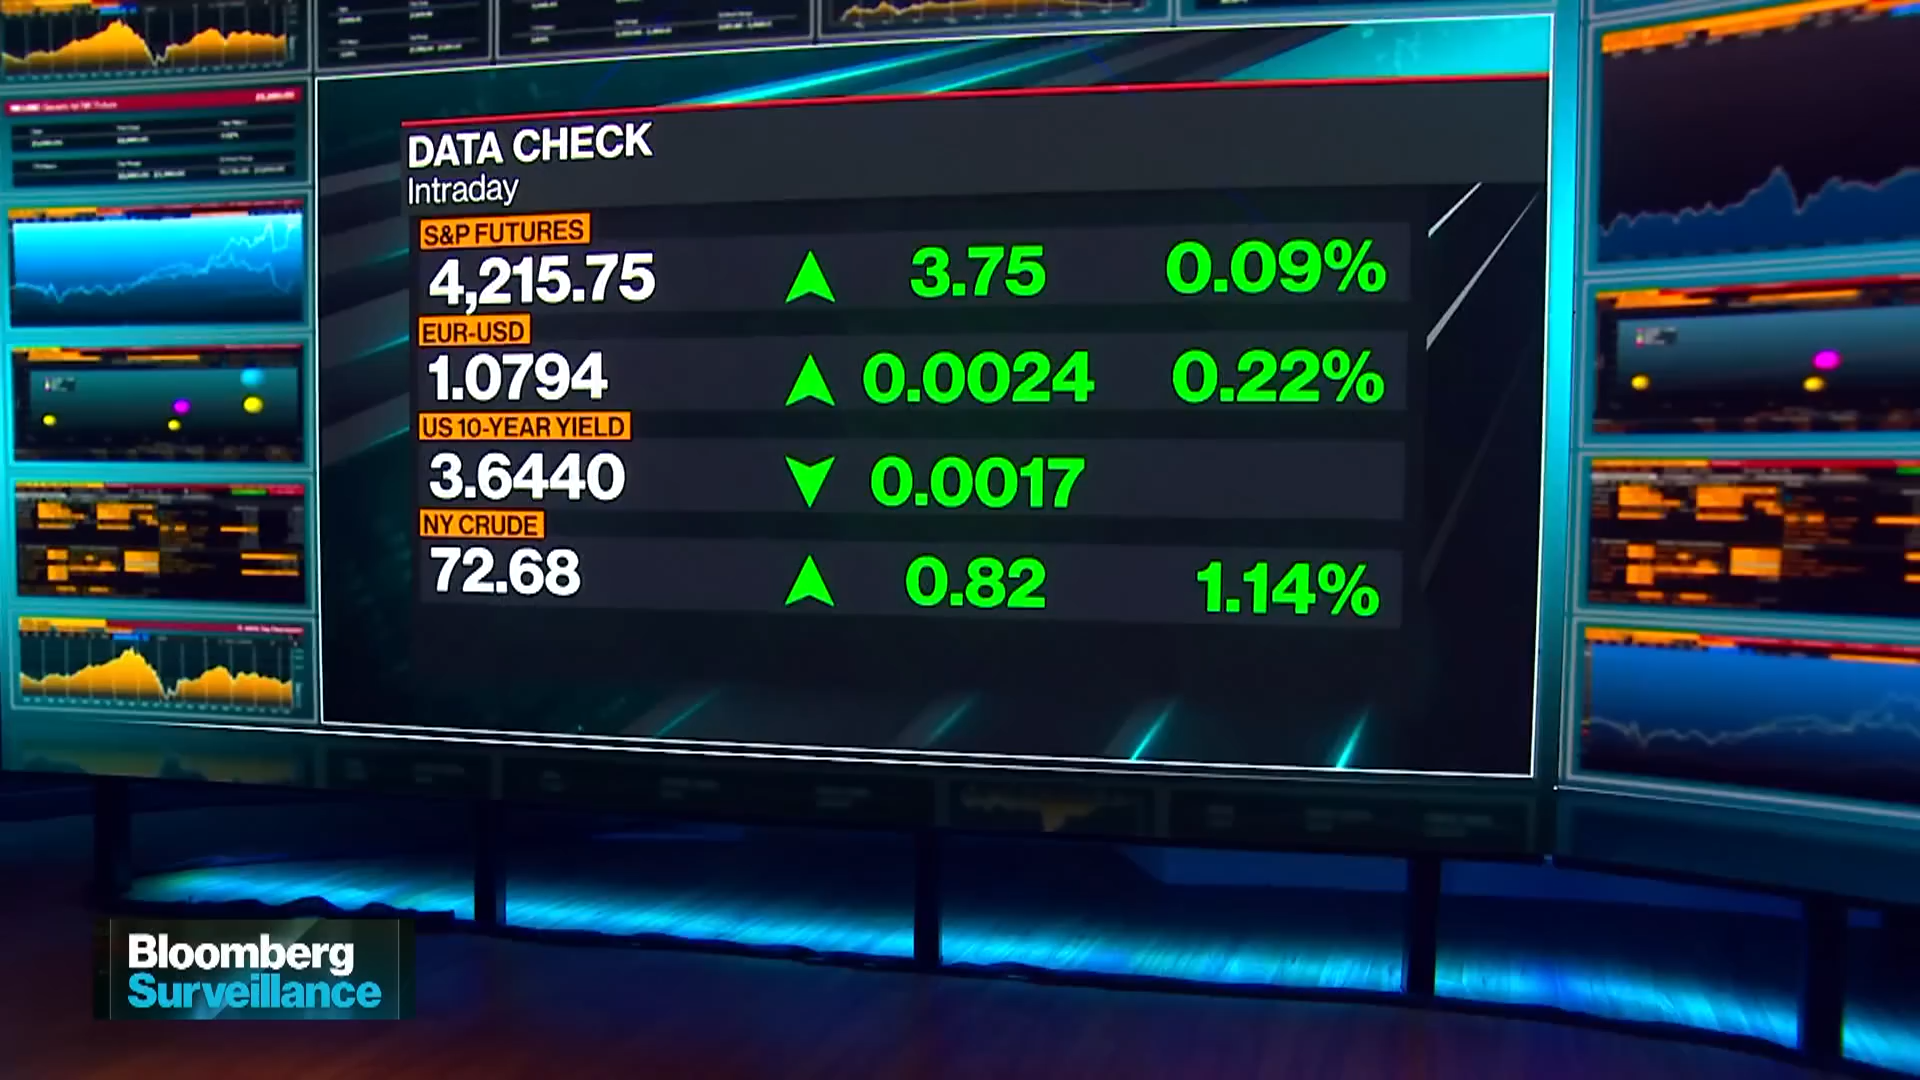 DATA CHECK
Intraday
S&P FUTURES
4,215.75 ▲ 3.75 0.09%
EUR-USD
1.0794 ▲ 0.0024 0.22%
US 10-YEAR YIELD
3.6440 ▼ 0.0017
NY CRUDE
72.68 ▲ 0.82 1.14%
Bloomberg
Surveillance